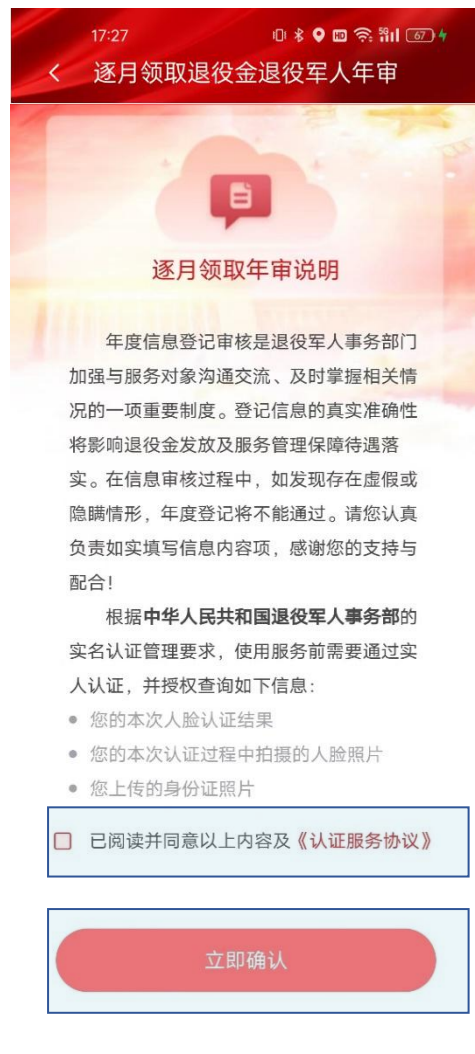 17:27
HD 5G 67
逐月领取退役金退役军人年审
逐月领取年审说明
年度信息登记审核是退役军人事务部门
加强与服务对象沟通交流、及时掌握相关情
况的一项重要制度。登记信息的真实准确性
将影响退役金发放及服务管理保障待遇落
实。在信息审核过程中，如发现存在虚假或
隐瞒情形，年度登记将不能通过。请您认真
负责如实填写信息内容项，感谢您的支持与
配合！
根据中华人民共和国退役军人事务部的
实名认证管理要求，使用服务前需要通过实
人认证，并授权查询如下信息：
您的本次人脸认证结果
您的本次认证过程中拍摄的人脸照片
您上传的身份证照片
已阅读并同意以上内容及《认证服务协议》
立即确认